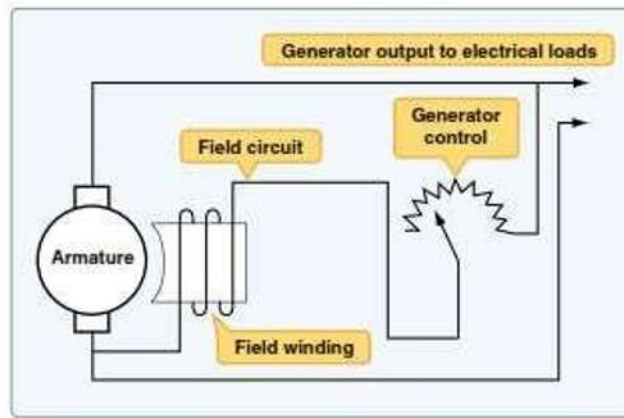 Generator output to electrical loads
Generator
control
Field circuit
Armature
Field winding